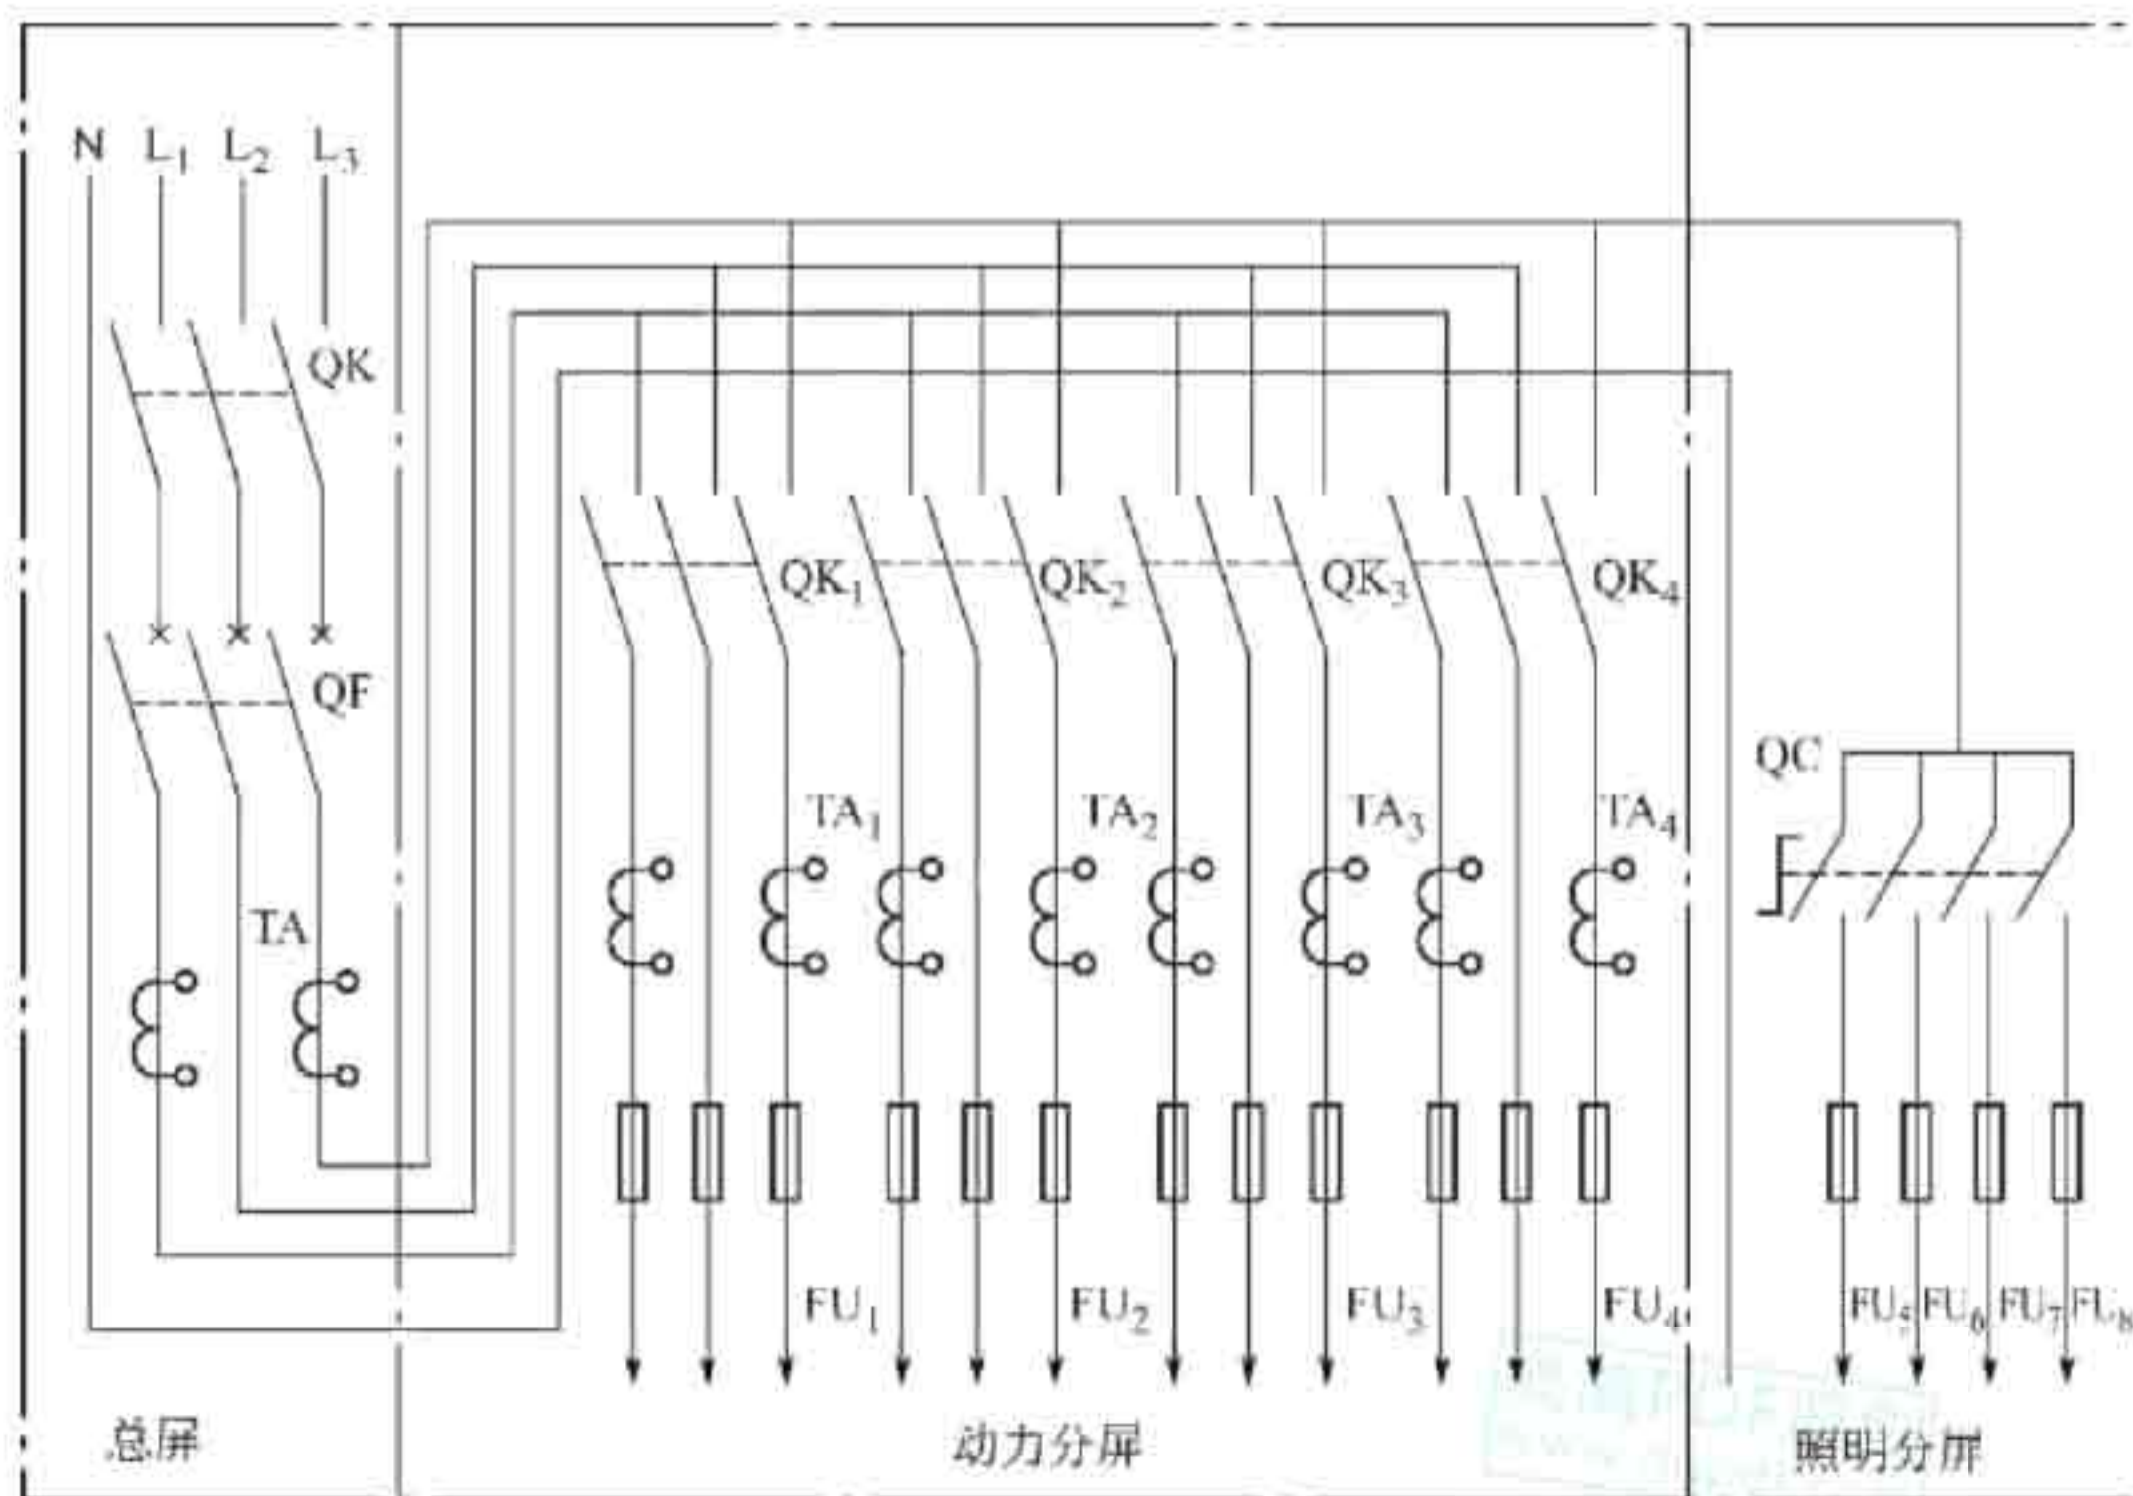 N L₁ L₂ L₃
QK
QK₁ QK₂ QK₃ QK₄
QF
QC
TA₁ TA₂ TA₃ TA₄
TA
FU₁ FU₂ FU₃ FU₄ FU₅ FU₆ FU₇ FU₈
总屏 动力分屏 照明分屏